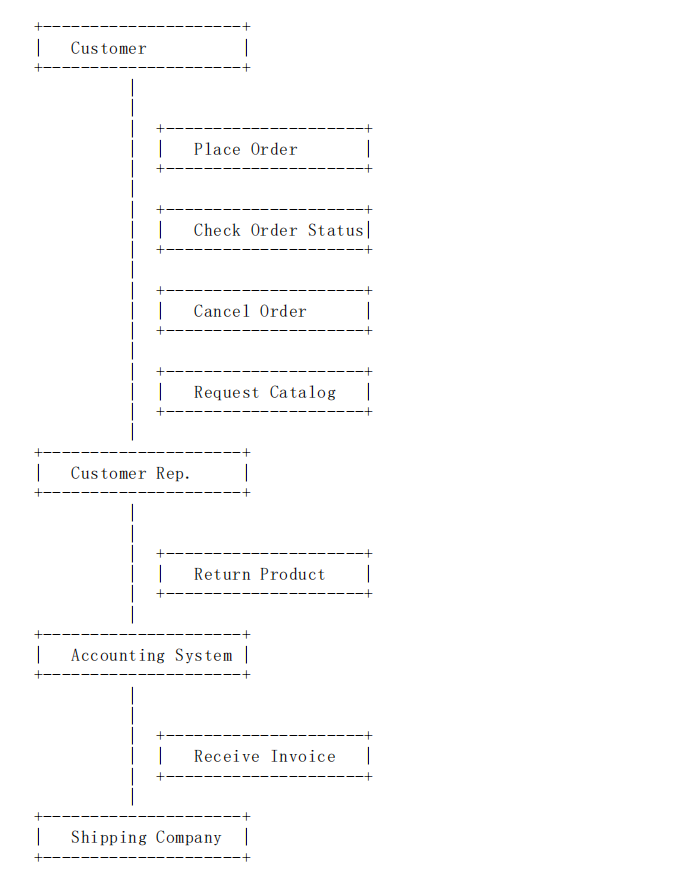 Customer
Place Order
Check Order Status
Cancel Order
Request Catalog
Customer Rep.
Return Product
Accounting System
Receive Invoice
Shipping Company